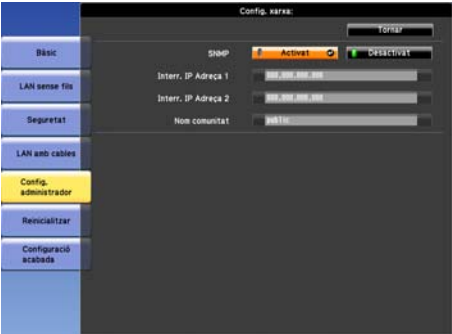 Config. xarxa:
Tornar
Bàsic
SNMP Activat Desactivat
LAN sense fils
Interr. IP Adreça 1
Interr. IP Adreça 2
Seguretat
Nom comunitat public
LAN amb cables
Config.
administrador
Reinicialitzar
Configuració
acabada